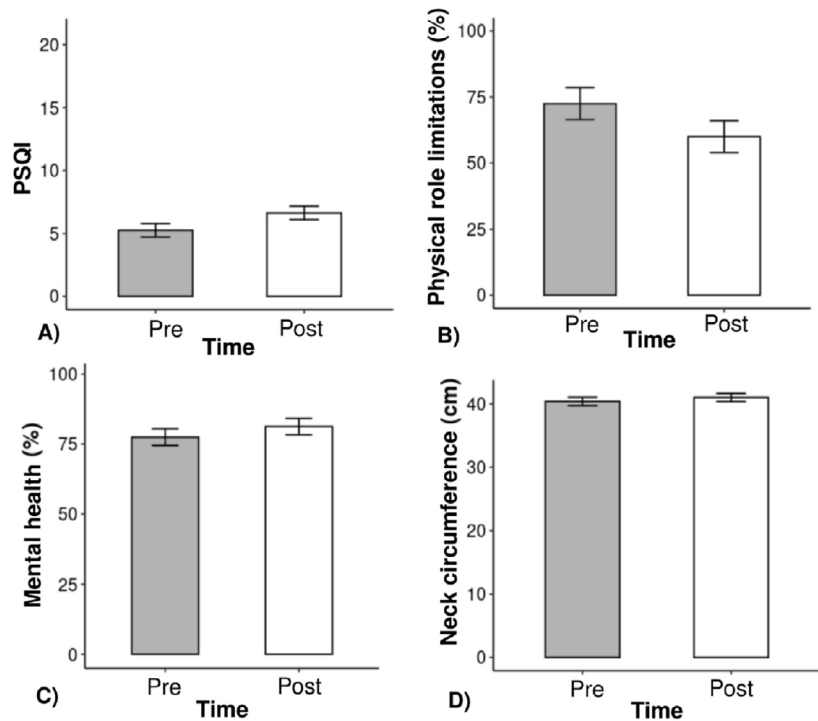 PSQI
20
15
10
5
0
Pre
Post
Time
A)
Physical role limitations (%)
100
75
50
25
0
Pre
Post
Time
B)
Mental health (%)
100
75
50
25
0
Pre
Post
Time
C)
Neck circumference (cm)
40
30
20
10
0
Pre
Post
Time
D)